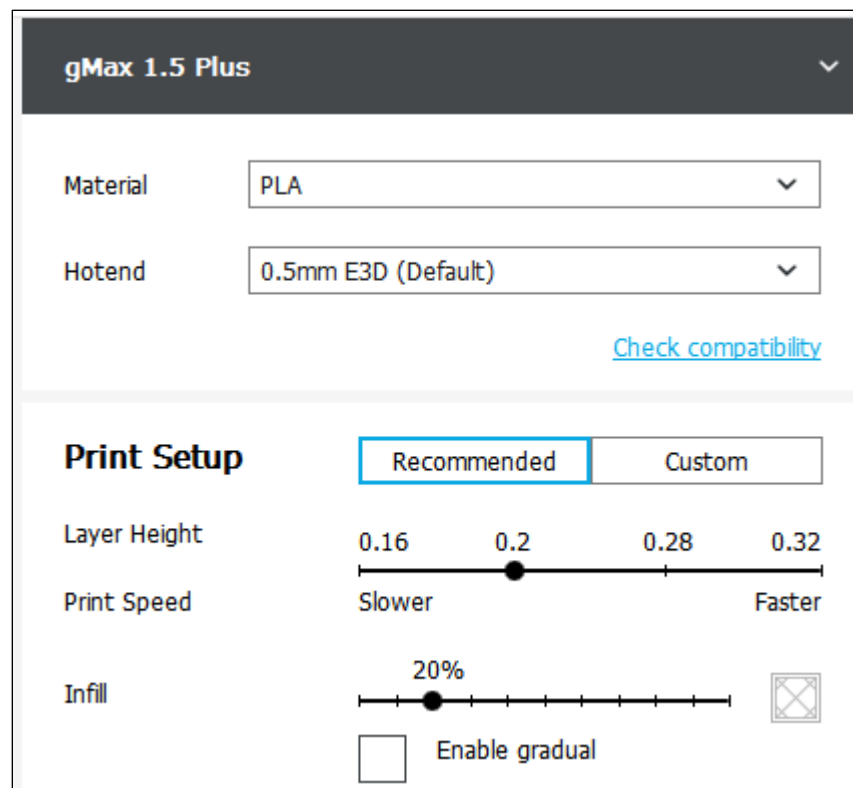 gMax 1.5 Plus
Material PLA
Hotend 0.5mm E3D (Default)
Check compatibility
Print Setup Recommended Custom
Layer Height 0.16 0.2 0.28 0.32
Print Speed Slower Faster
20%
Infill
Enable gradual